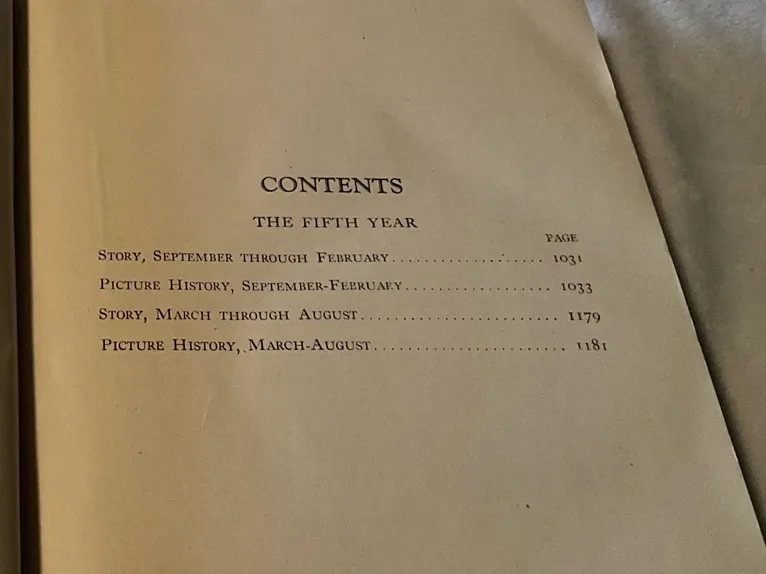 CONTENTS
THE FIFTH YEAR
PAGE
STORY, SEPTEMBER THROUGH FEBRUARY.................... 1031
PICTURE HISTORY, SEPTEMBER-FEBRUARY.................. 1033
STORY, MARCH THROUGH AUGUST........................ 1179
PICTURE HISTORY, MARCH-AUGUST....................... 1181